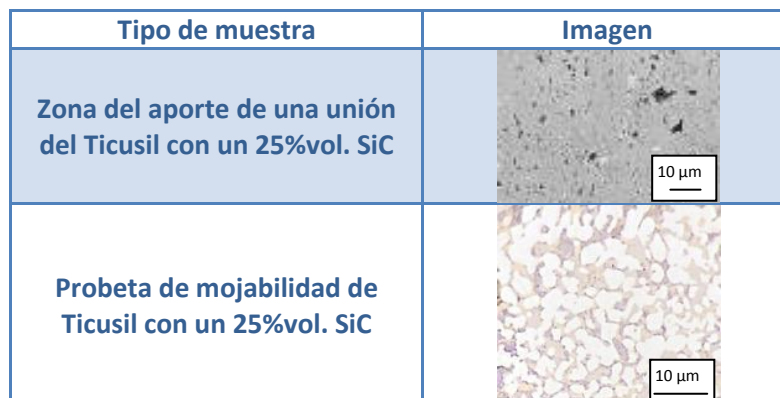 Tipo de muestra
Imagen
Zona del aporte de una unión
del Ticusil con un 25%vol. SiC
10 µm
Probeta de mojabilidad de
Ticusil con un 25%vol. SiC
10 µm